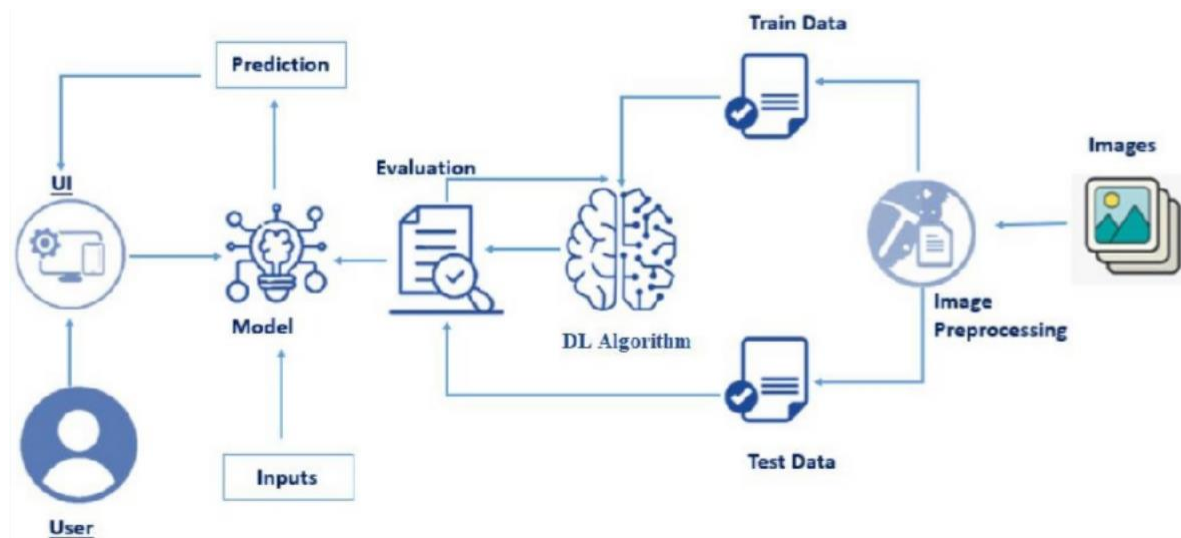 Train Data
Prediction
Images
Evaluation
UI
Image
Preprocessing
Model
DL Algorithm
Test Data
Inputs
User